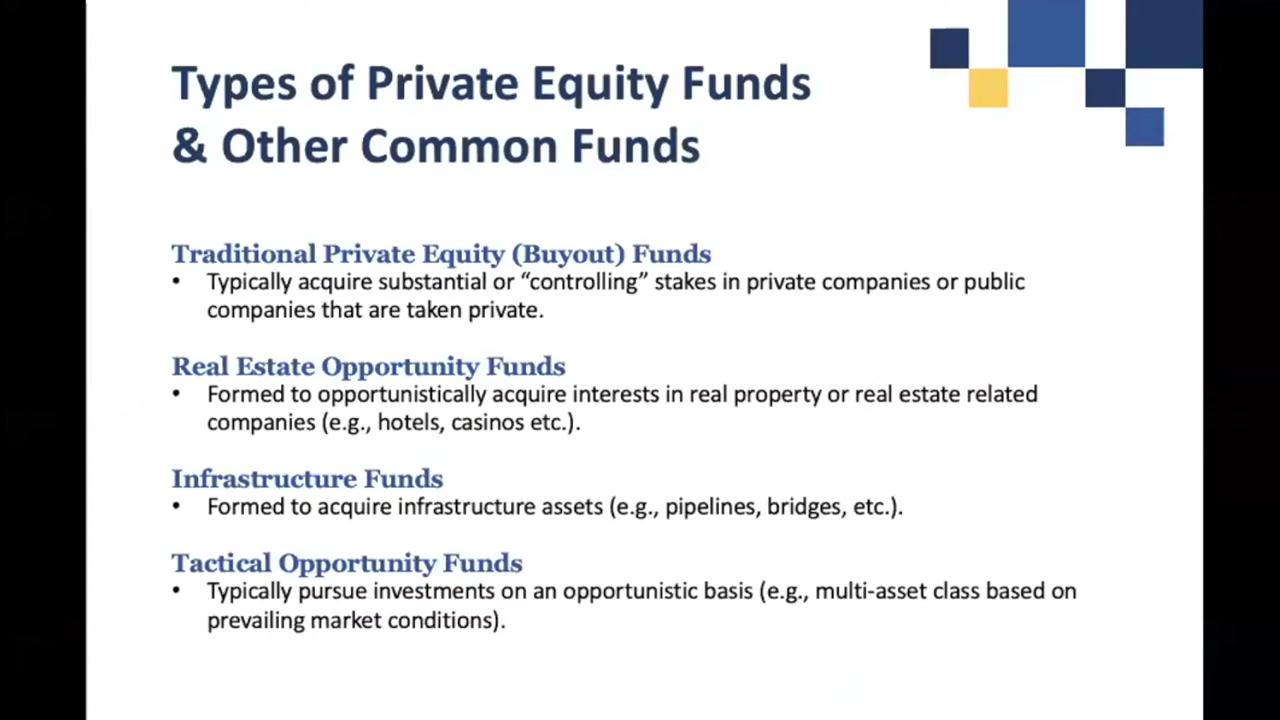 Types of Private Equity Funds
& Other Common Funds
Traditional Private Equity (Buyout) Funds
• Typically acquire substantial or “controlling” stakes in private companies or public
companies that are taken private.
Real Estate Opportunity Funds
• Formed to opportunistically acquire interests in real property or real estate related
companies (e.g., hotels, casinos etc.).
Infrastructure Funds
• Formed to acquire infrastructure assets (e.g., pipelines, bridges, etc.).
Tactical Opportunity Funds
• Typically pursue investments on an opportunistic basis (e.g., multi-asset class based on
prevailing market conditions).